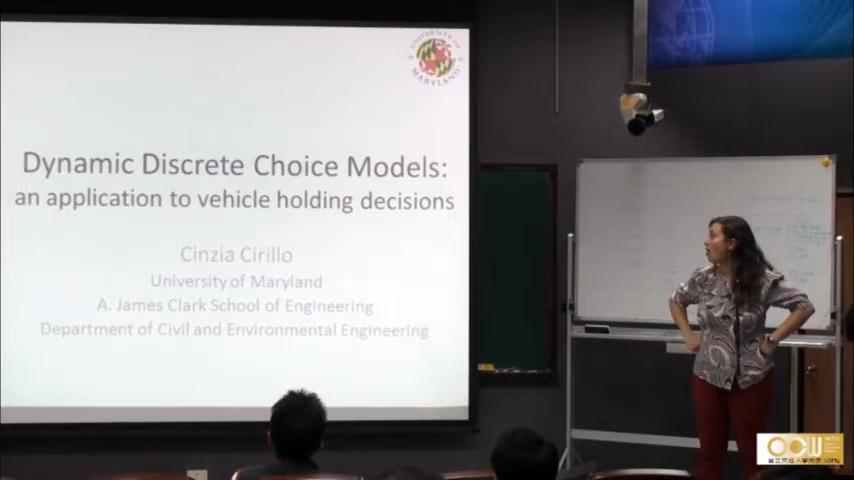 UNIVERSITY OF
MARYLAND
Dynamic Discrete Choice Models:
an application to vehicle holding decisions
Cinzia Cirillo
University of Maryland
A. James Clark School of Engineering
Department of Civil and Environmental Engineering
OCW